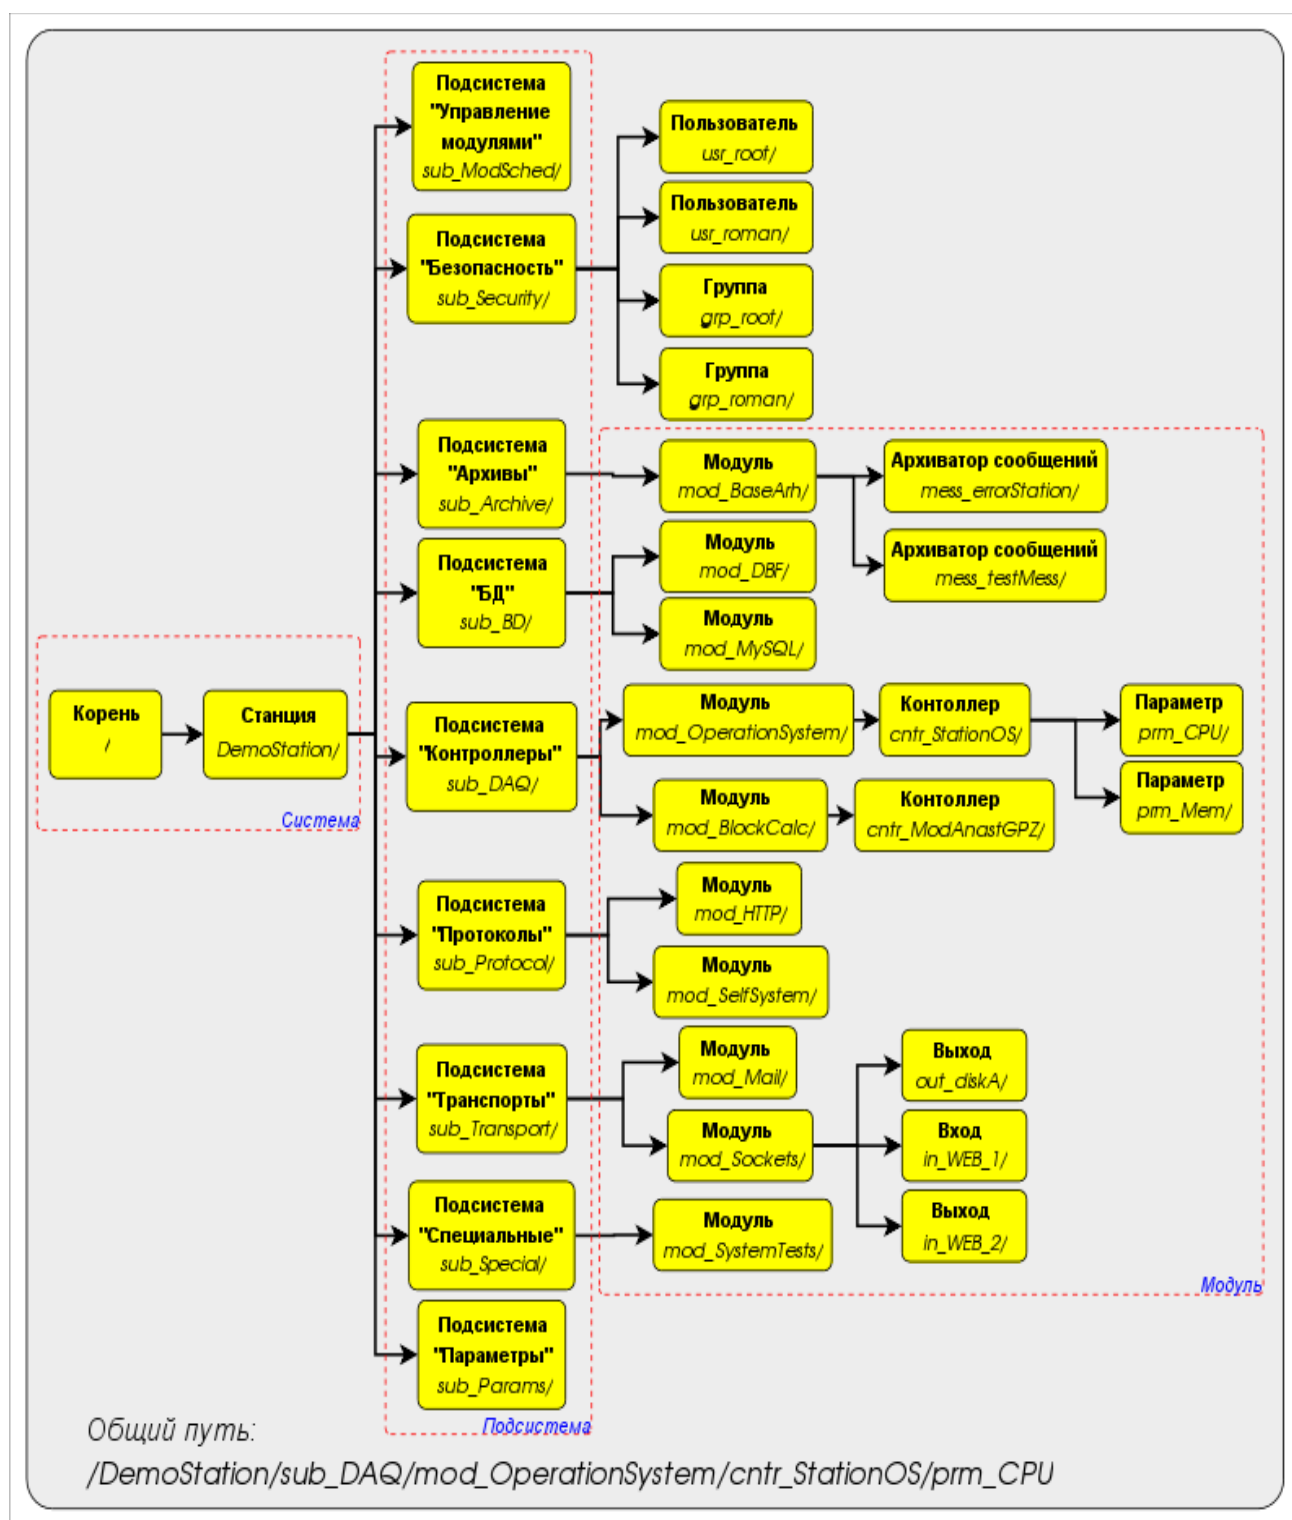 Подсистема
"Управление
модулями"
sub_ModSched/
Подсистема
"Безопасность"
sub_Security/
Пользователь
usr_root/
Пользователь
usr_roman/
Группа
grp_root/
Группа
grp_roman/
Подсистема
"Архивы"
sub_Archive/
Модуль
mod_BaseArh/
Архиватор сообщений
mess_errorStation/
Архиватор сообщений
mess_testMess/
Подсистема
"БД"
sub_BD/
Модуль
mod_DBF/
Модуль
mod_MySQL/
Корень
/
Станция
DemoStation/
Система
Подсистема
"Контроллеры"
sub_DAQ/
Модуль
mod_OperationSystem/
Контоллер
cntr_StationOS/
Параметр
prm_CPU/
Параметр
prm_Mem/
Модуль
mod_BlockCalc/
Контоллер
cntr_ModAnastGPZ/
Подсистема
"Протоколы"
sub_Protocol/
Модуль
mod_HTTP/
Модуль
mod_SelfSystem/
Подсистема
"Транспорты"
sub_Transport/
Модуль
mod_Mail/
Модуль
mod_Sockets/
Выход
out_diskA/
Вход
in_WEB_1/
Выход
in_WEB_2/
Подсистема
"Специальные"
sub_Special/
Модуль
mod_SystemTests/
Модуль
Подсистема
"Параметры"
sub_Params/
Подсистема
Общий путь:
/DemoStation/sub_DAQ/mod_OperationSystem/cntr_StationOS/prm_CPU